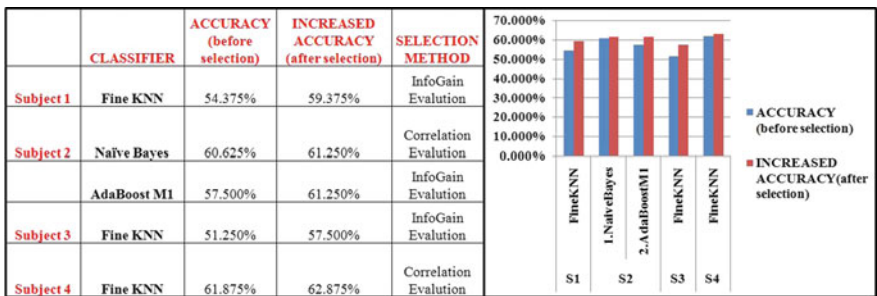 CLASSIFIER
ACCURACY
(before
selection)
INCREASED
ACCURACY
(after selection)
SELECTION
METHOD
Subject 1
Fine KNN
54.375%
59.375%
InfoGain
Evalution
Subject 2
Naïve Bayes
60.625%
61.250%
Correlation
Evalution
AdaBoost M1
57.500%
61.250%
InfoGain
Evalution
Subject 3
Fine KNN
51.250%
57.500%
InfoGain
Evalution
Subject 4
Fine KNN
61.875%
62.875%
Correlation
Evalution
70.000%
60.000%
50.000%
40.000%
30.000%
20.000%
10.000%
0.000%
FineKNN
1.NaiveBayes
2.AdaBoostM1
FineKNN
FineKNN
S1
S2
S3
S4
ACCURACY
(before selection)
INCREASED
ACCURACY(after
selection)